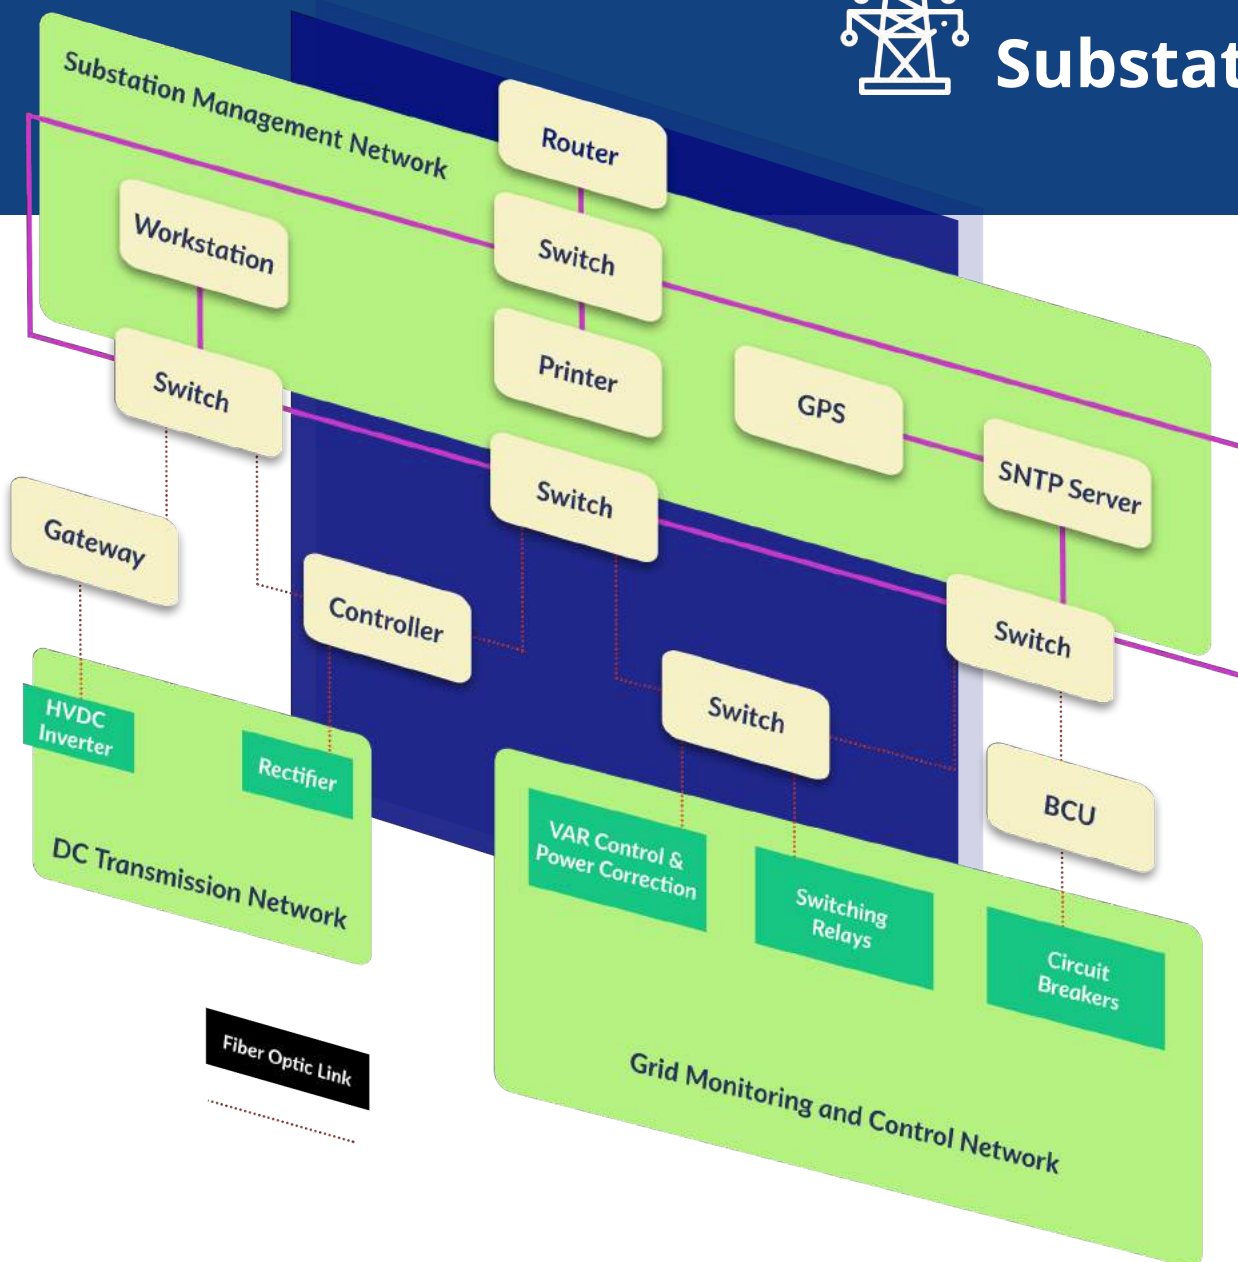 Substat
Substation Management Network
Router
Workstation
Switch
Printer
GPS
Switch
SNTP Server
Switch
Gateway
Controller
Switch
Switch
HVDC
Inverter
Rectifier
BCU
VAR Control &
Power Correction
Switching
Relays
DC Transmission Network
Circuit
Breakers
Fiber Optic Link
Grid Monitoring and Control Network